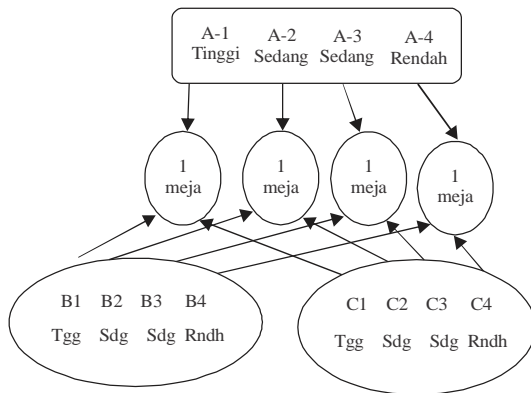 A-1 A-2 A-3 A-4
Tinggi Sedang Sedang Rendah
1 1 1 1
meja meja meja meja
B1 B2 B3 B4
Tgg Sdg Sdg Rndh
C1 C2 C3 C4
Tgg Sdg Sdg Rndh